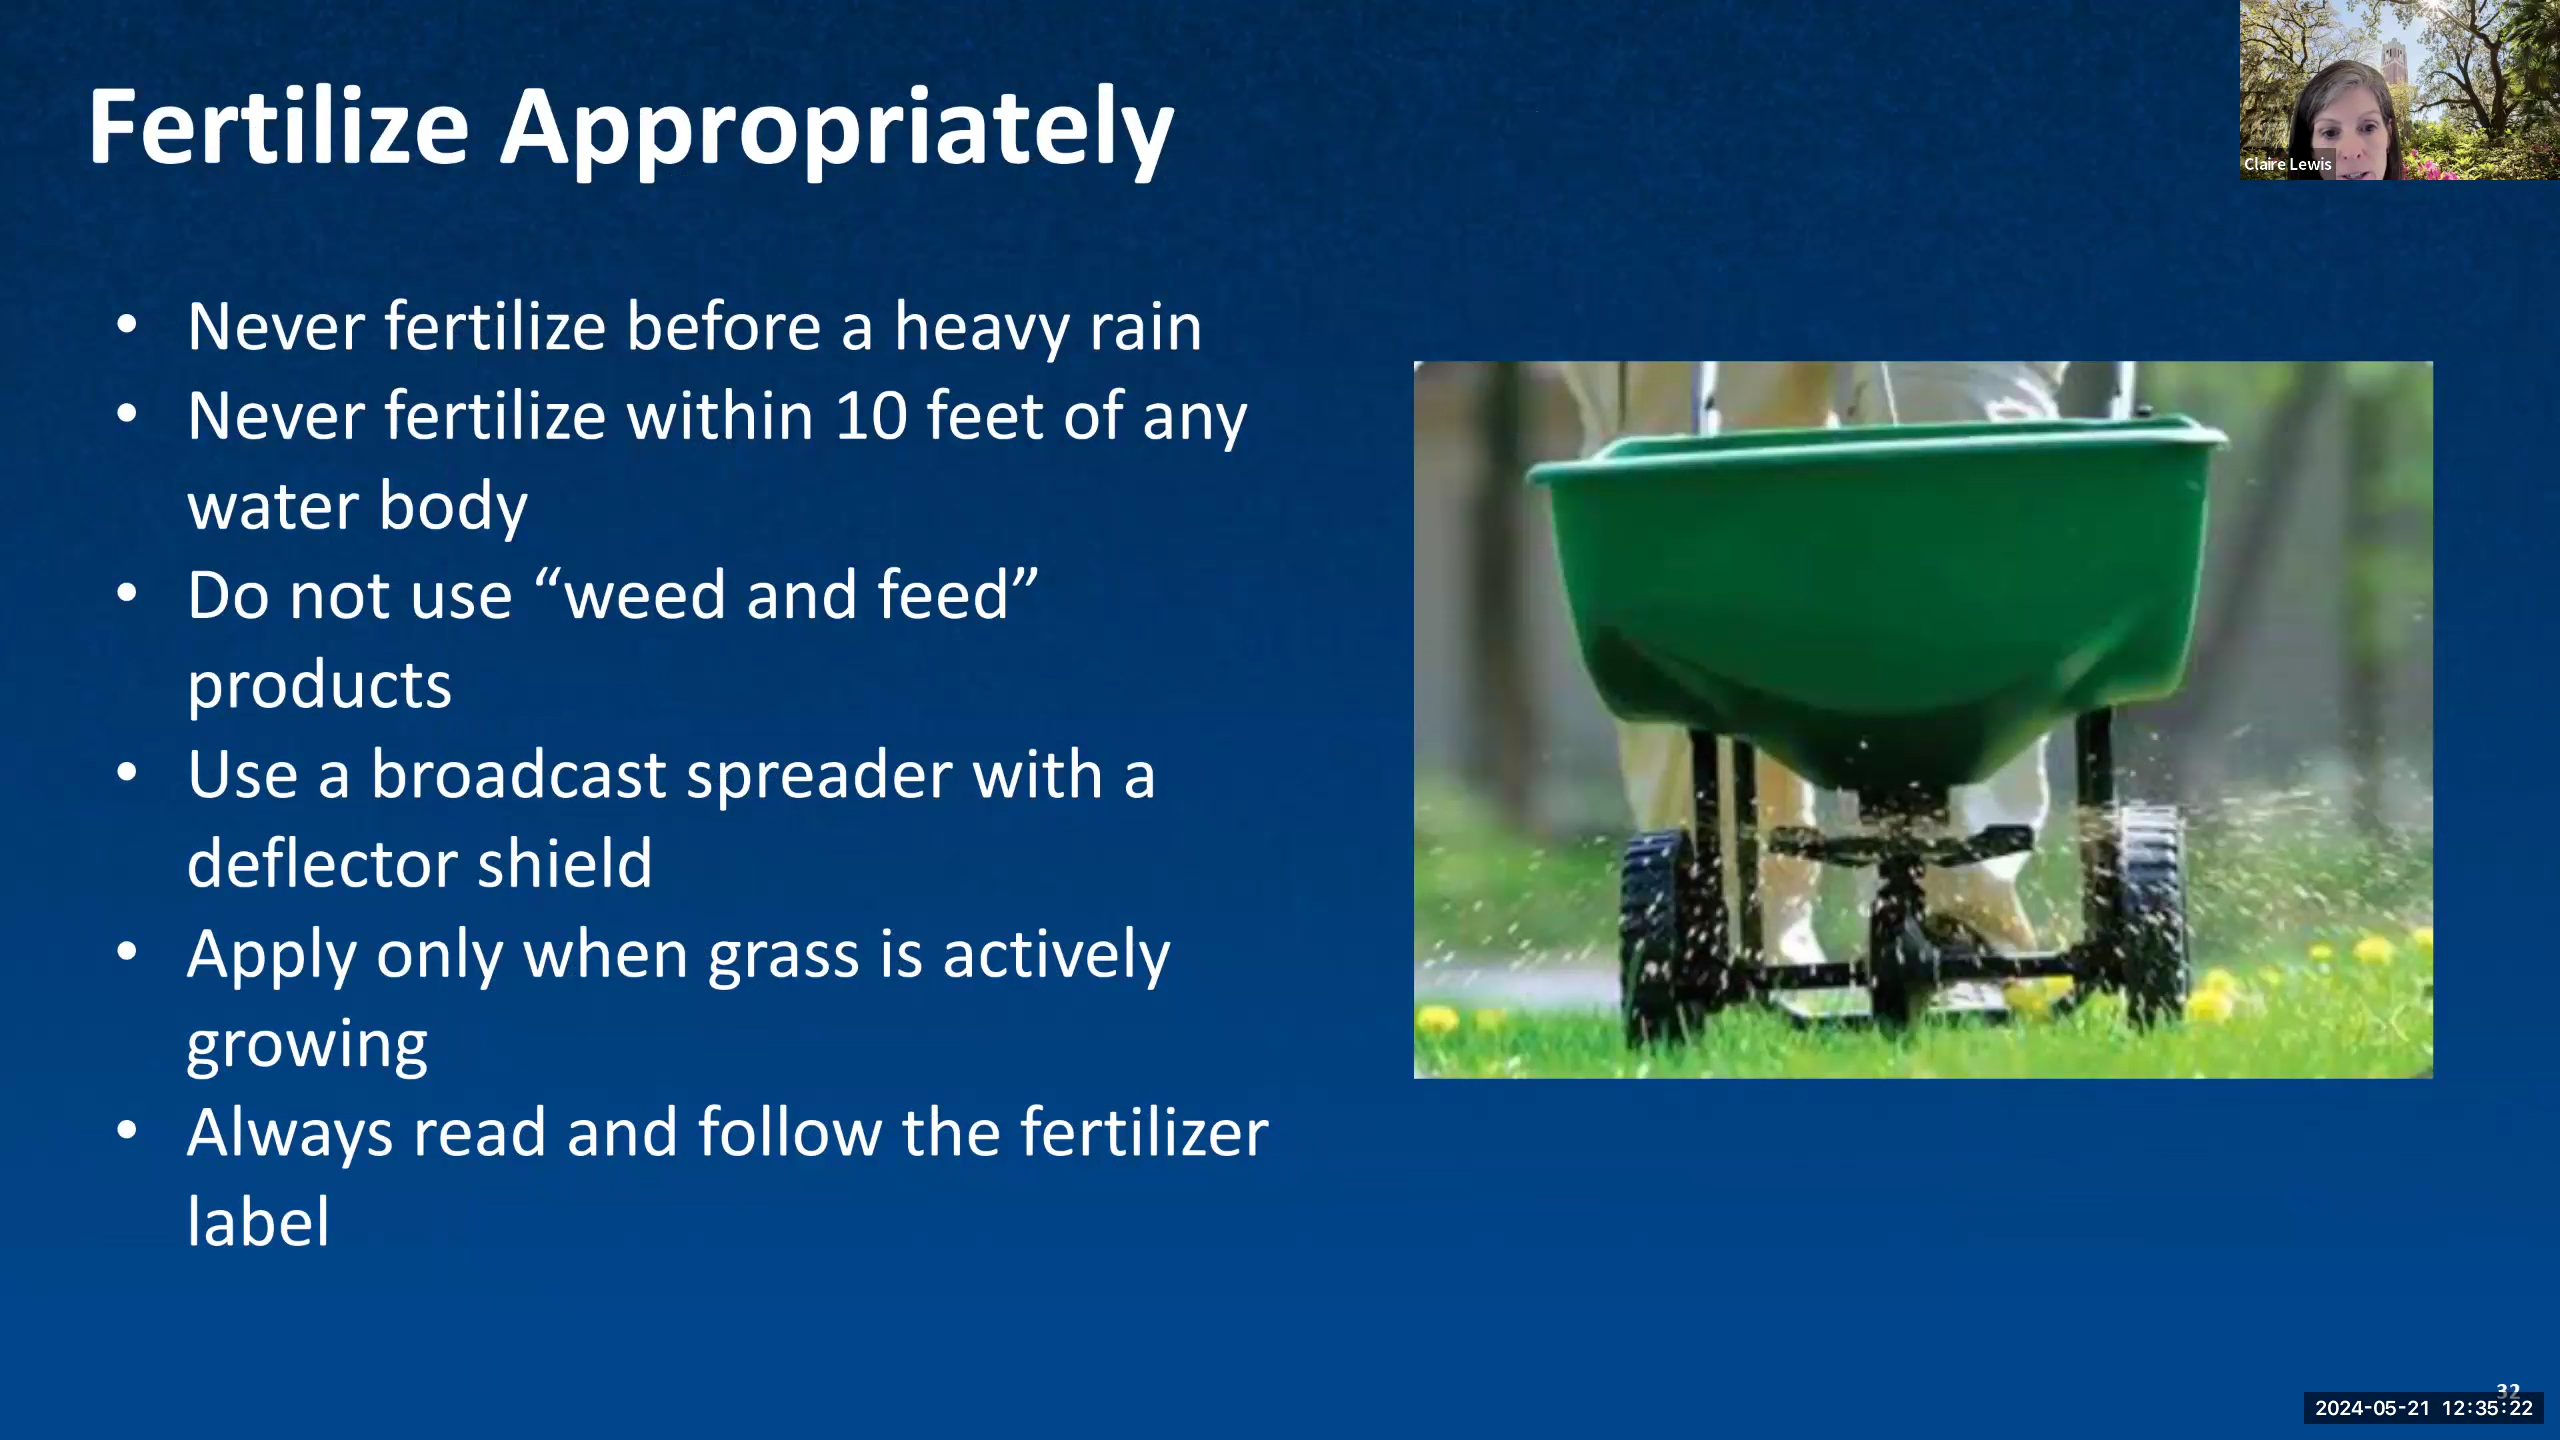 Fertilize Appropriately
Claire Lewis
• Never fertilize before a heavy rain
• Never fertilize within 10 feet of any
water body
• Do not use “weed and feed”
products
• Use a broadcast spreader with a
deflector shield
• Apply only when grass is actively
growing
• Always read and follow the fertilizer
label
32
2024-05-21 12:35:22